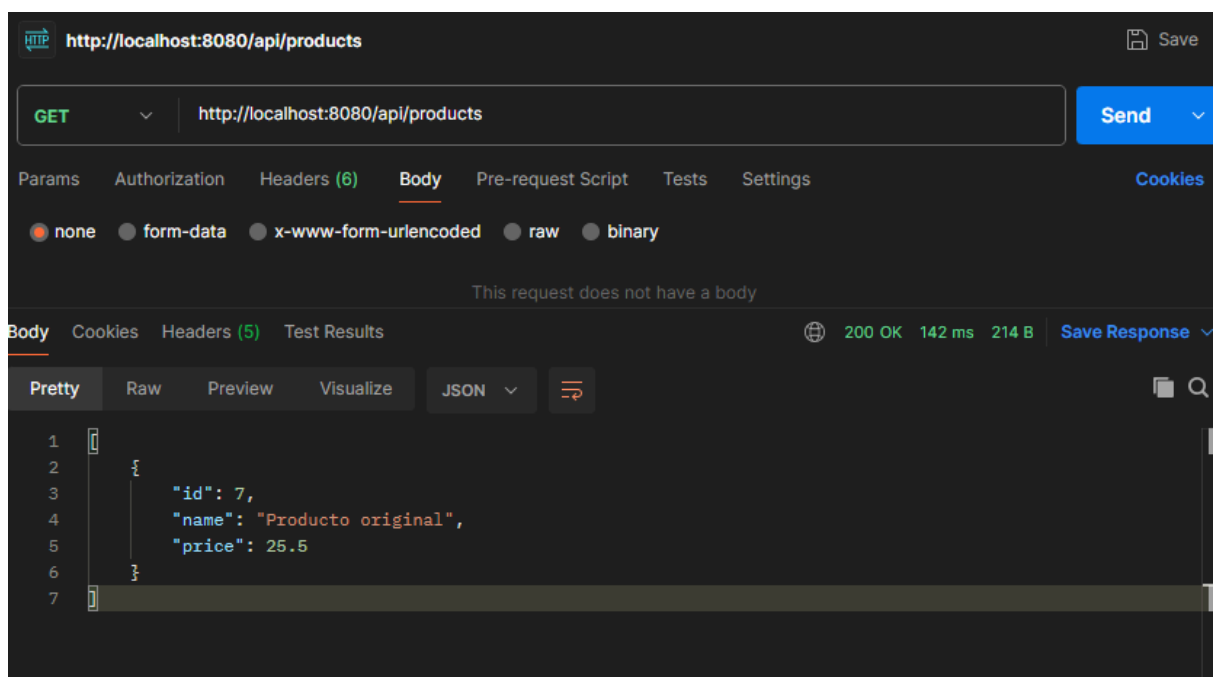 HTTP http://localhost:8080/api/products Save
GET http://localhost:8080/api/products Send
Params Authorization Headers (6) Body Pre-request Script Tests Settings Cookies
none form-data x-www-form-urlencoded raw binary
This request does not have a body
Body Cookies Headers (5) Test Results 200 OK 142 ms 214 B Save Response
Pretty Raw Preview Visualize JSON
1 [
2 {
3 "id": 7,
4 "name": "Producto original",
5 "price": 25.5
6 }
7 ]